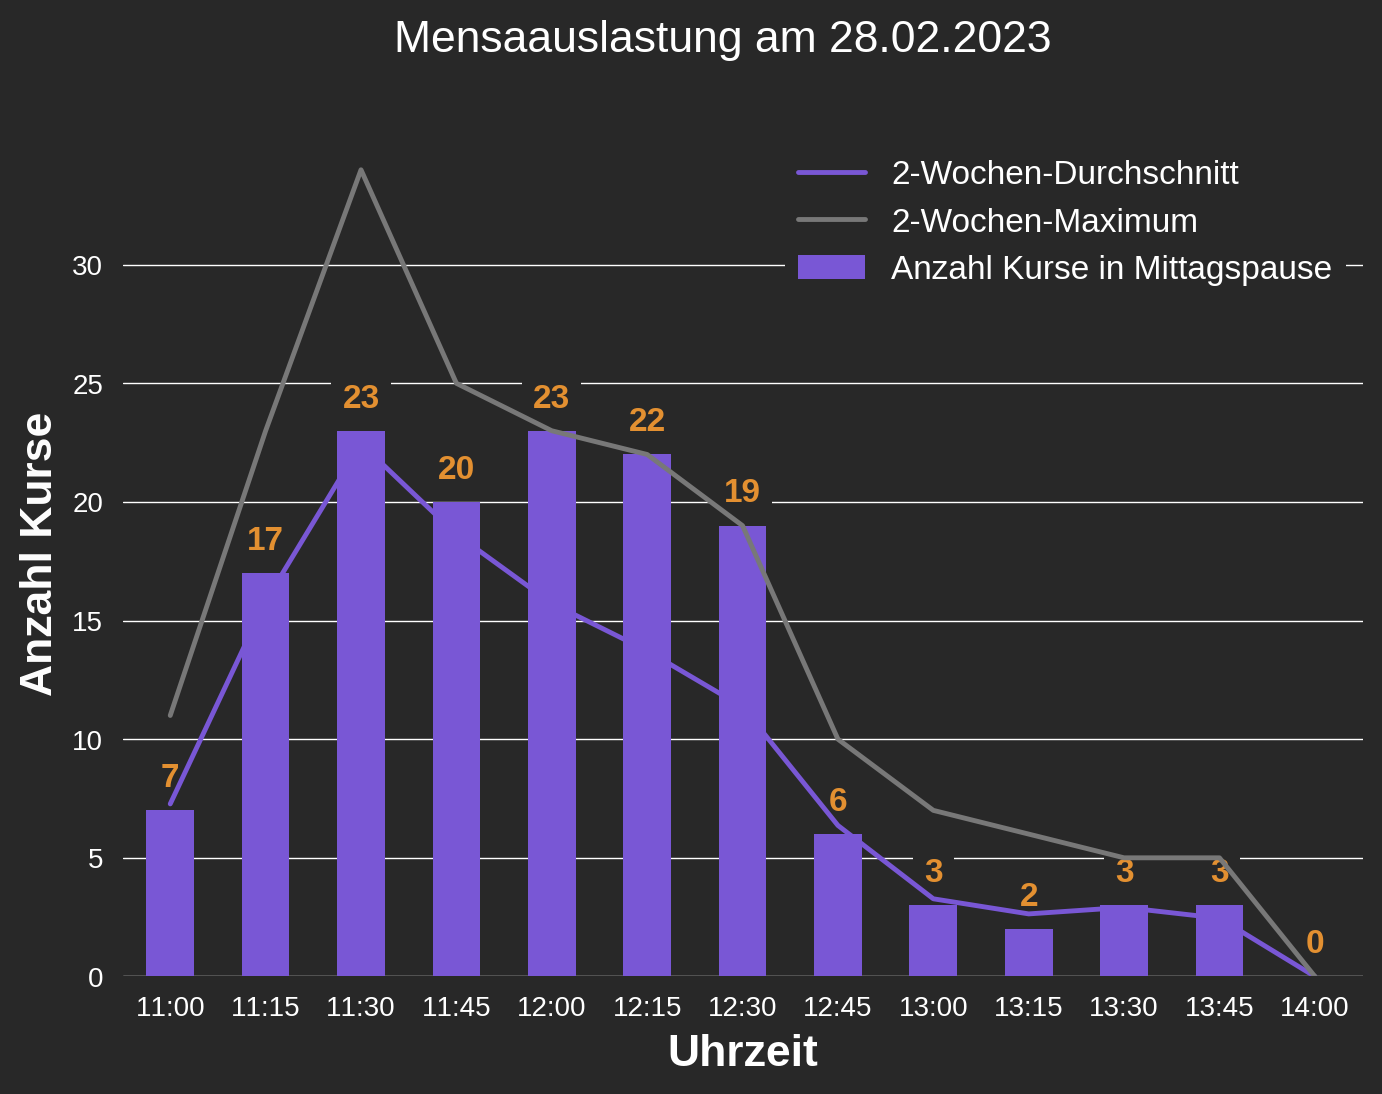 Mensaauslastung am 28.02.2023
2-Wochen-Durchschnitt
2-Wochen-Maximum
Anzahl Kurse in Mittagspause
Anzahl Kurse
30
25
20
15
10
5
0
7
17
23
20
23
22
19
6
3
2
3
3
0
11:00 11:15 11:30 11:45 12:00 12:15 12:30 12:45 13:00 13:15 13:30 13:45 14:00
Uhrzeit